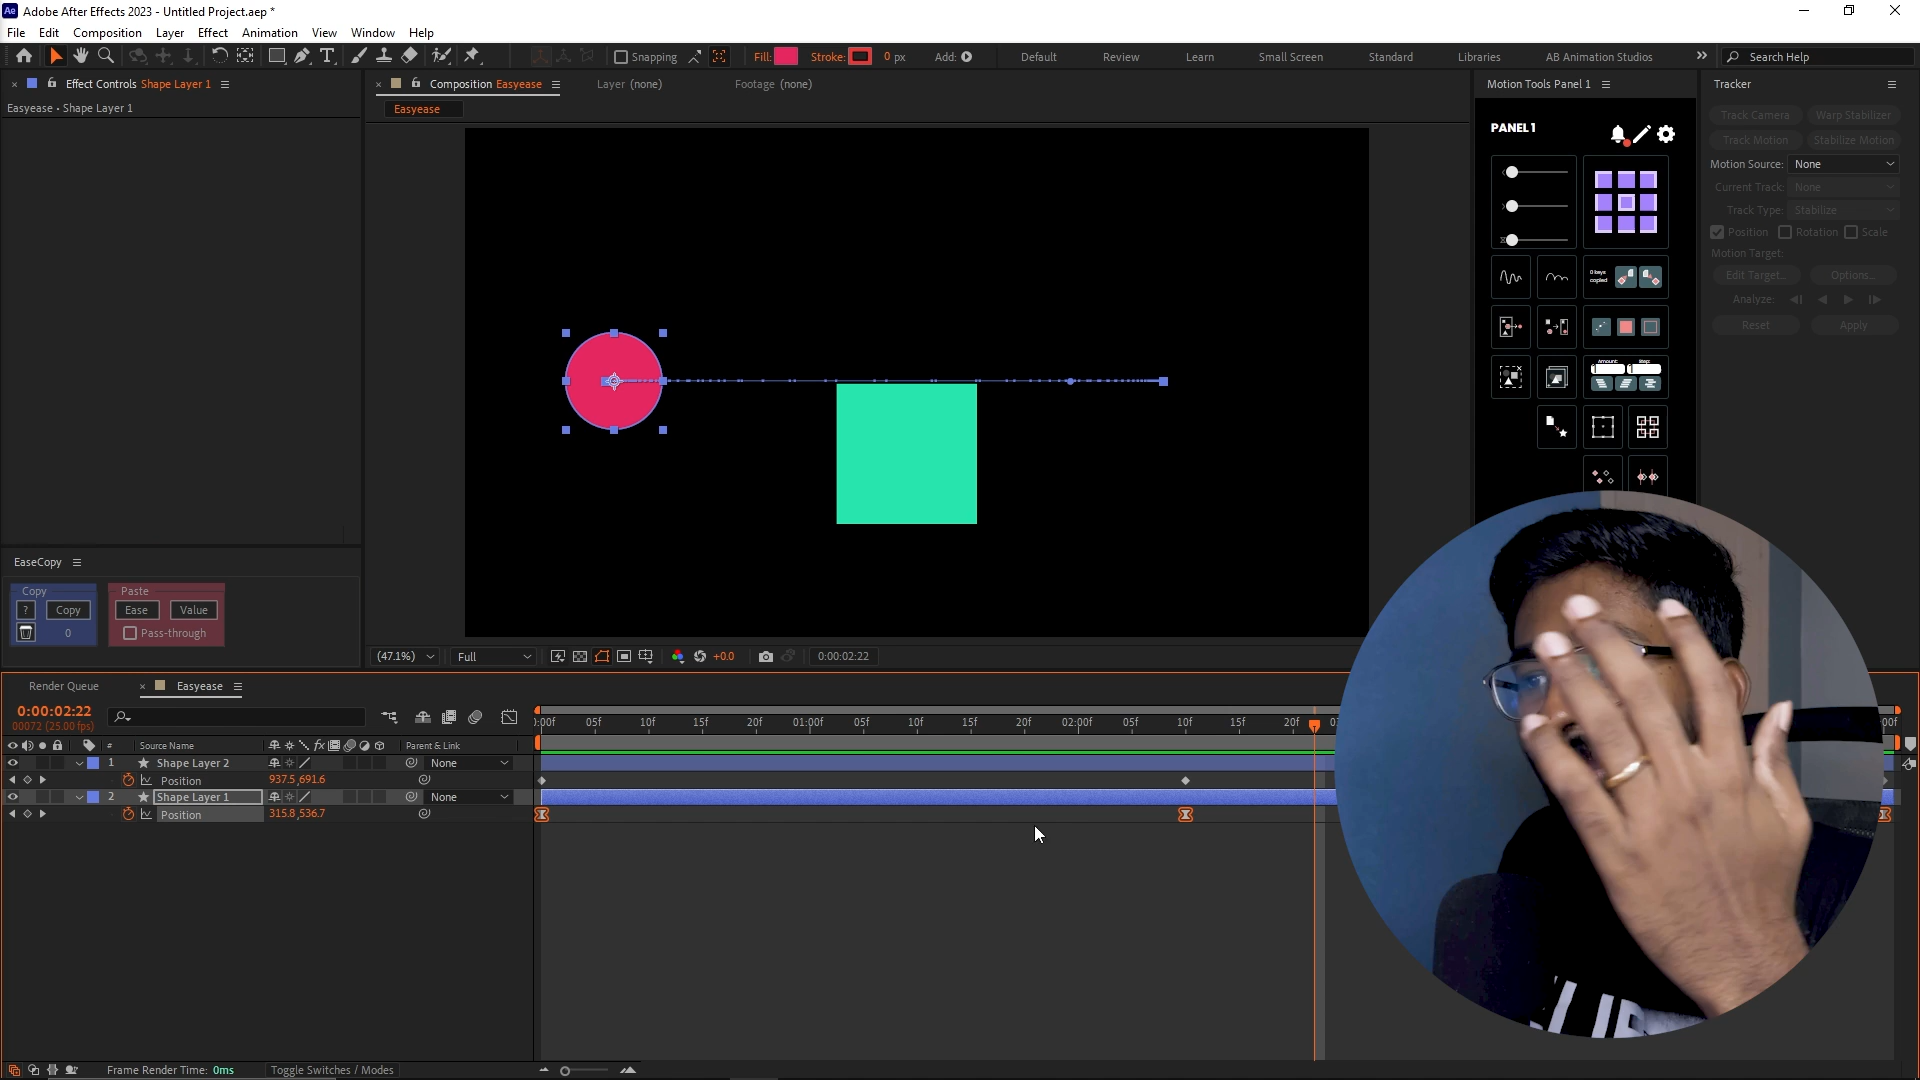 Adobe After Effects 2023 - Untitled Project.aep *
File Edit Composition Layer Effect Animation View Window Help
Snapping Fill: Stroke: 0 px Add: Default Review Learn Small Screen Standard Libraries AB Animation Studios Search Help
Effect Controls Shape Layer 1
Easyease • Shape Layer 1
Composition Easyease
Layer (none)
Footage (none)
Easyease
Motion Tools Panel 1
PANEL 1
0 keys
copied
Amount: Step:
Tracker
Track Camera Warp Stabilizer
Track Motion Stabilize Motion
Motion Source: None
Current Track: None
Track Type: Stabilize
Position Rotation Scale
Motion Target:
Edit Target... Options...
Analyze:
Reset Apply
EaseCopy
Copy Paste
? Copy Ease Value
0 Pass-through
(47.1%) Full +0.0 0:00:02:22
Render Queue Easyease
0:00:02:22
00072 (25.00 fps)
):00f 05f 10f 15f 20f 01:00f 05f 10f 15f 20f 02:00f 05f 10f 15f 20f
# Source Name Parent & Link
1 Shape Layer 2 None
Position 937.5,691.6
2 Shape Layer 1 None
Position 315.8,536.7
Frame Render Time: 0ms Toggle Switches / Modes